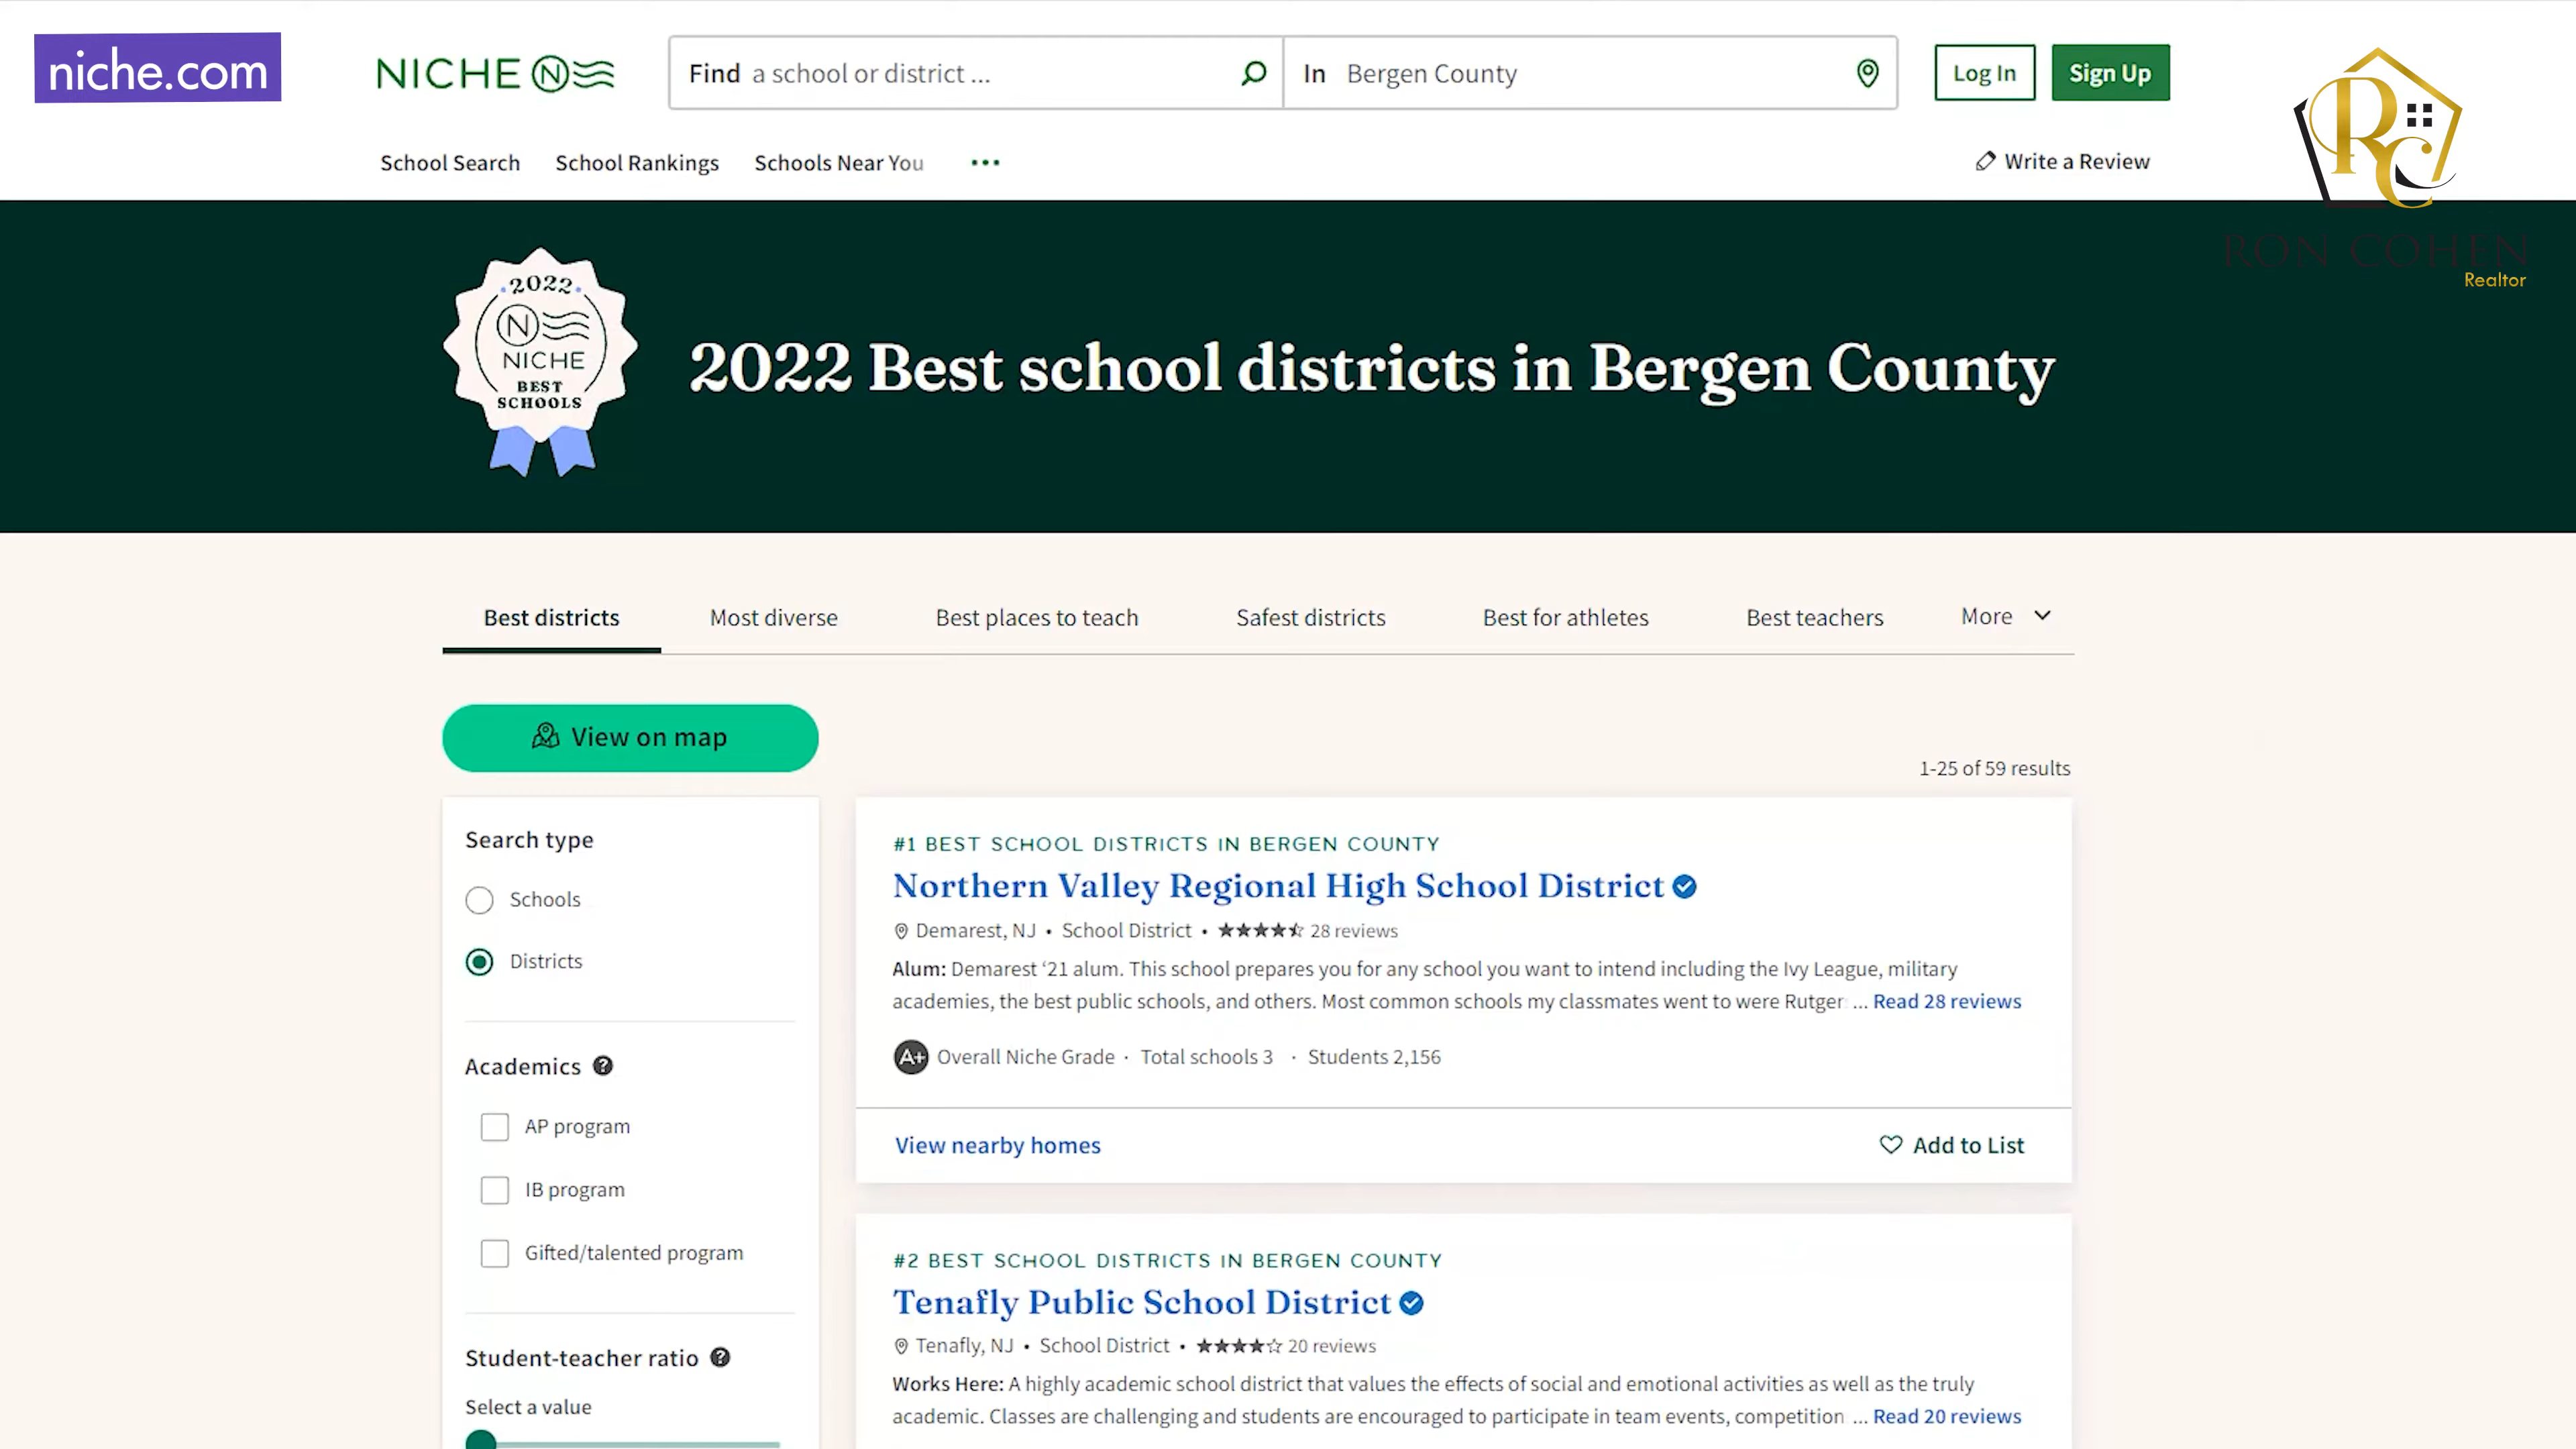 niche.com
NICHE N
Find a school or district ...
In Bergen County
Log In
Sign Up
School Search
School Rankings
Schools Near You
Write a Review
RC
RON COHEN
Realtor
2022
N
NICHE
BEST
SCHOOLS
2022 Best school districts in Bergen County
Best districts
Most diverse
Best places to teach
Safest districts
Best for athletes
Best teachers
More
View on map
1-25 of 59 results
Search type
Schools
Districts
Academics ?
AP program
IB program
Gifted/talented program
Student-teacher ratio ?
Select a value
#1 BEST SCHOOL DISTRICTS IN BERGEN COUNTY
Northern Valley Regional High School District
Demarest, NJ • School District • ★★★★⯪ 28 reviews
Alum: Demarest ‘21 alum. This school prepares you for any school you want to intend including the Ivy League, military
academies, the best public schools, and others. Most common schools my classmates went to were Rutger ... Read 28 reviews
A+ Overall Niche Grade · Total schools 3 · Students 2,156
View nearby homes
Add to List
#2 BEST SCHOOL DISTRICTS IN BERGEN COUNTY
Tenafly Public School District
Tenafly, NJ • School District • ★★★★☆ 20 reviews
Works Here: A highly academic school district that values the effects of social and emotional activities as well as the truly
academic. Classes are challenging and students are encouraged to participate in team events, competition ... Read 20 reviews